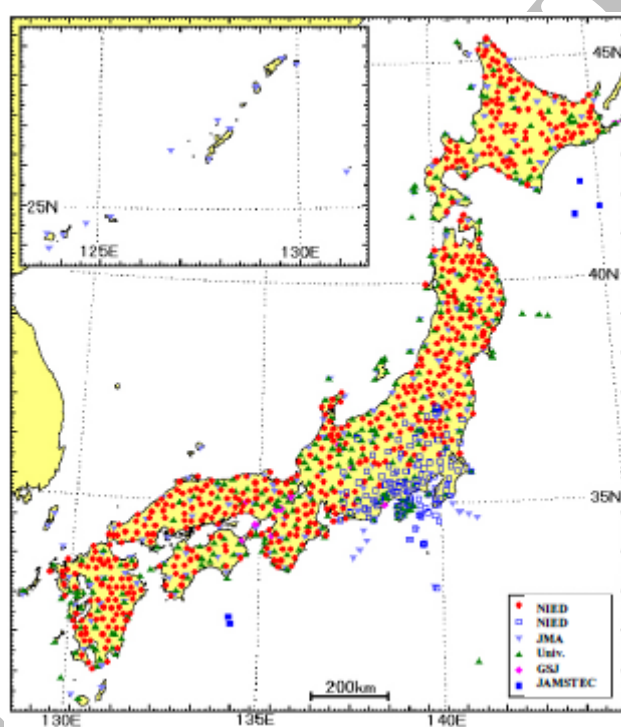 45N
25N
125E
130E
40N
35N
NIED
NIED
JMA
Univ.
GSJ
JAMSTEC
200km
130E
135E
140E